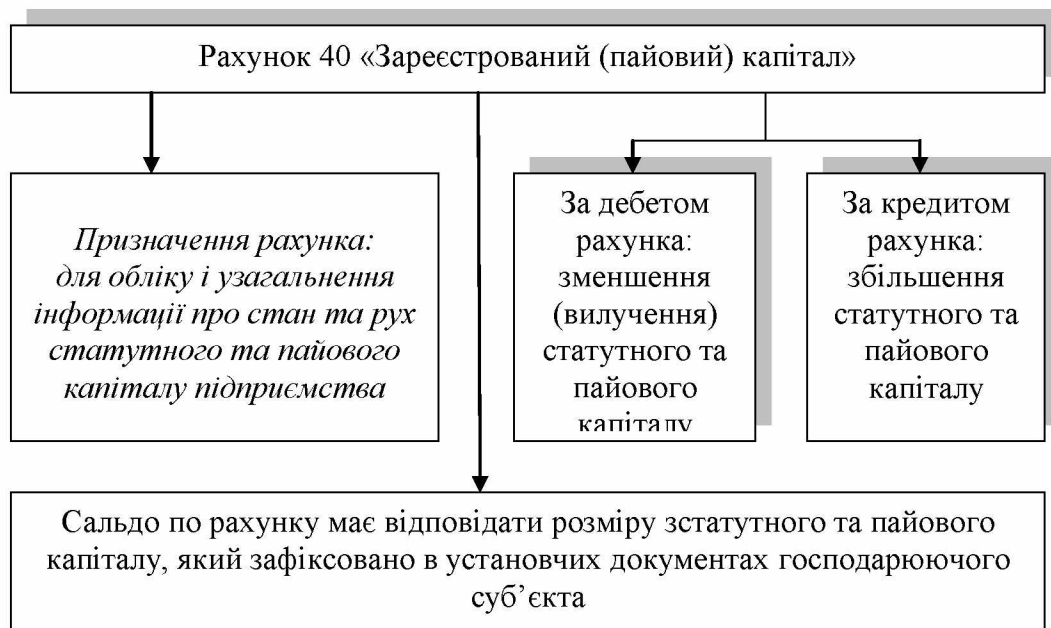 Рахунок 40 «Зареєстрований (пайовий) капітал»
Призначення рахунка:
для обліку і узагальнення
інформації про стан та рух
статутного та пайового
капіталу підприємства
За дебетом
рахунка:
зменшення
(вилучення)
статутного та
пайового
капіталу
За кредитом
рахунка:
збільшення
статутного та
пайового
капіталу
Сальдо по рахунку має відповідати розміру зстатутного та пайового
капіталу, який зафіксовано в установчих документах господарюючого
суб’єкта